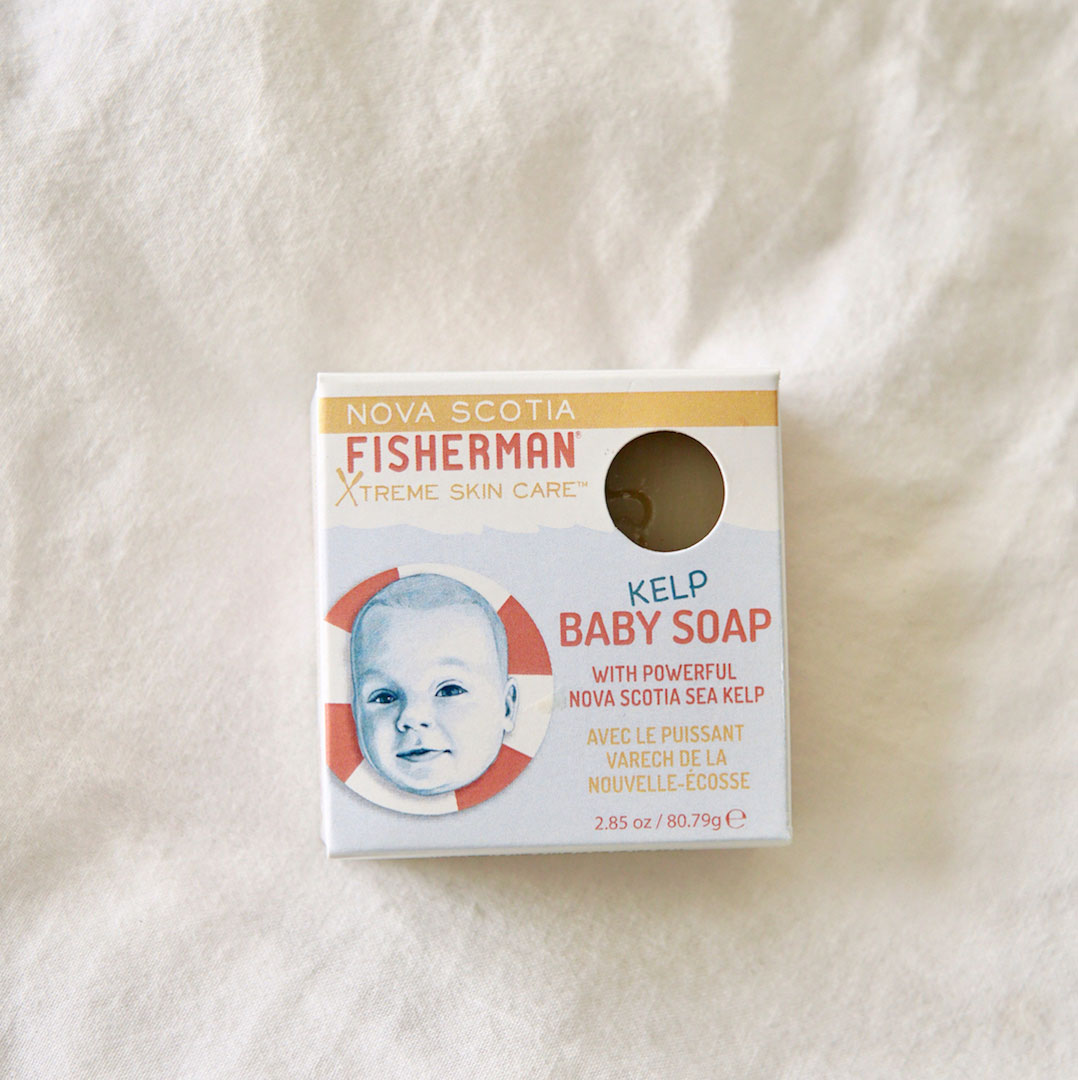 NOVA SCOTIA
FISHERMAN®
XTREME SKIN CARE™
KELP
BABY SOAP
WITH POWERFUL
NOVA SCOTIA SEA KELP
AVEC LE PUISSANT
VARECH DE LA
NOUVELLE-ÉCOSSE
2.85 oz / 80.79g ℮